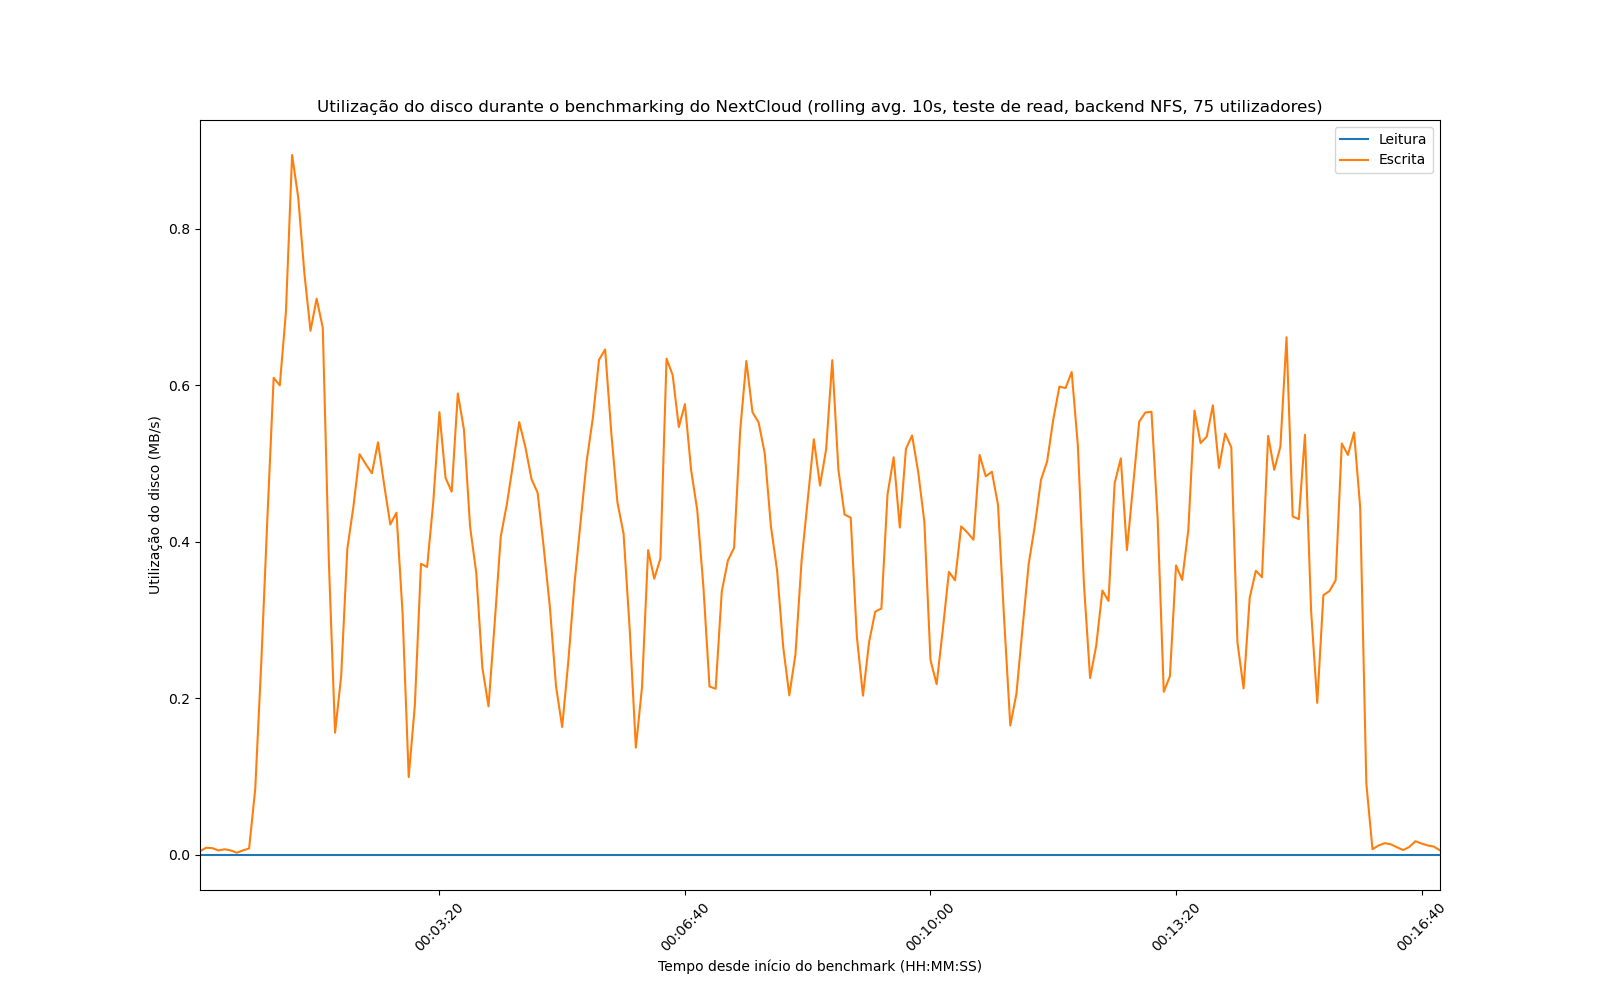 Utilização do disco durante o benchmarking do NextCloud (rolling avg. 10s, teste de read, backend NFS, 75 utilizadores)
Leitura
Escrita
Utilização do disco (MB/s)
0.8
0.6
0.4
0.2
0.0
00:03:20
00:06:40
00:10:00
00:13:20
00:16:40
Tempo desde início do benchmark (HH:MM:SS)